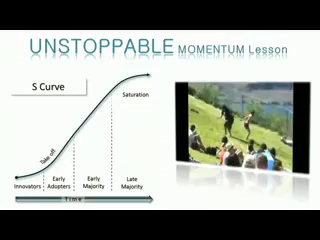 UNSTOPPABLE MOMENTUM Lesson
S Curve
Saturation
Take off
Innovators
Early
Adopters
Early
Majority
Late
Majority
Time